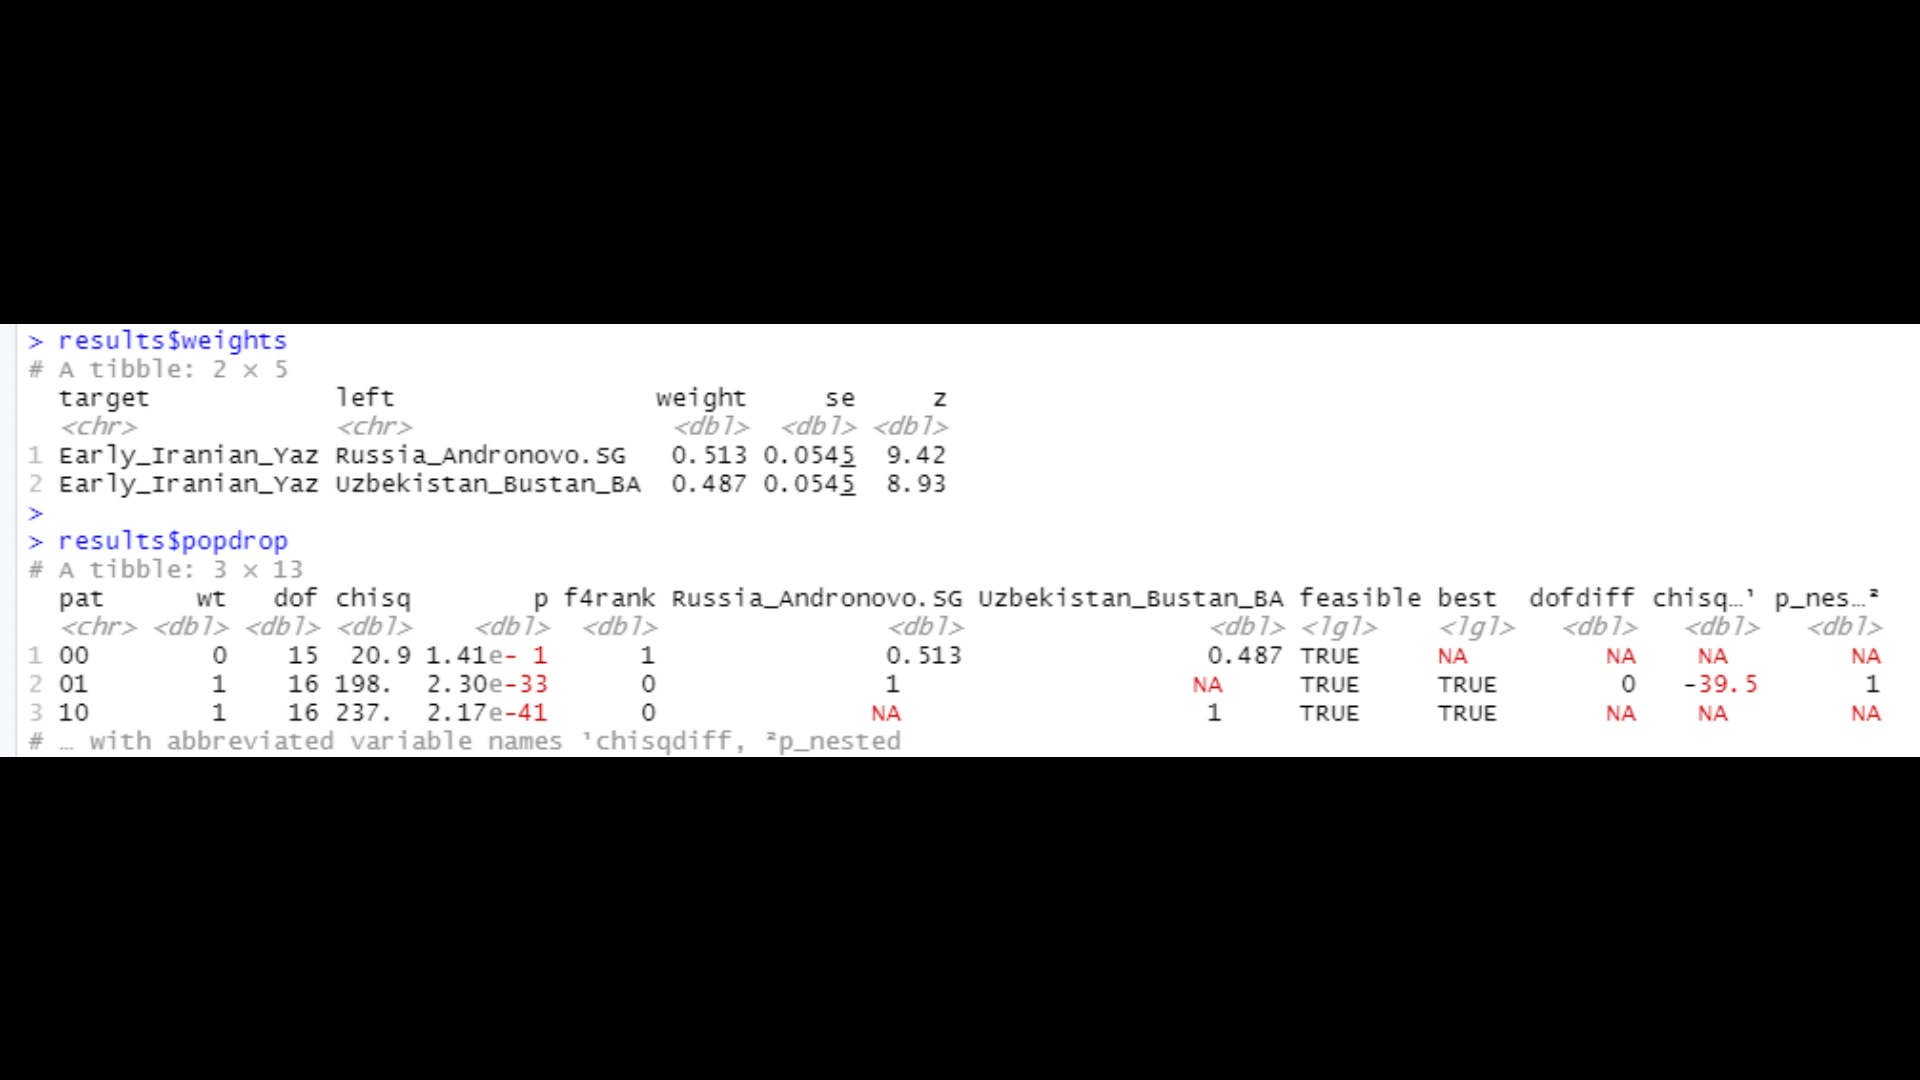 > results$weights
# A tibble: 2 × 5
  target             left                 weight     se     z
  <chr>              <chr>                 <dbl>  <dbl> <dbl>
1 Early_Iranian_Yaz Russia_Andronovo.SG   0.513 0.0545  9.42
2 Early_Iranian_Yaz Uzbekistan_Bustan_BA  0.487 0.0545  8.93
>
> results$popdrop
# A tibble: 3 × 13
  pat      wt   dof chisq        p f4rank Russia_Andronovo.SG Uzbekistan_Bustan_BA feasible best  dofdiff chisq…¹ p_nes…²
  <chr> <dbl> <dbl> <dbl>    <dbl>  <dbl>               <dbl>                <dbl> <lgl>    <lgl>   <dbl>   <dbl>   <dbl>
1 00        0    15  20.9 1.41e- 1      1               0.513                0.487 TRUE     NA         NA    NA        NA
2 01        1    16 198.  2.30e-33      0               1                   NA     TRUE     TRUE        0   -39.5       1
3 10        1    16 237.  2.17e-41      0              NA                    1     TRUE     TRUE       NA    NA        NA
# … with abbreviated variable names ¹chisqdiff, ²p_nested